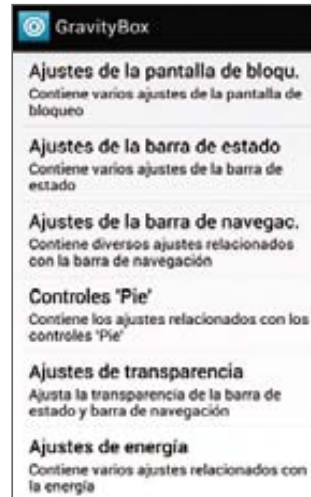 GravityBox
Ajustes de la pantalla de bloqu.
Contiene varios ajustes de la pantalla de
bloqueo
Ajustes de la barra de estado
Contiene varios ajustes de la barra de
estado
Ajustes de la barra de navegac.
Contiene diversos ajustes relacionados
con la barra de navegación
Controles 'Pie'
Contiene los ajustes relacionados con los
controles 'Pie'
Ajustes de transparencia
Ajusta la transparencia de la barra de
estado y barra de navegación
Ajustes de energía
Contiene varios ajustes relacionados con
la energía